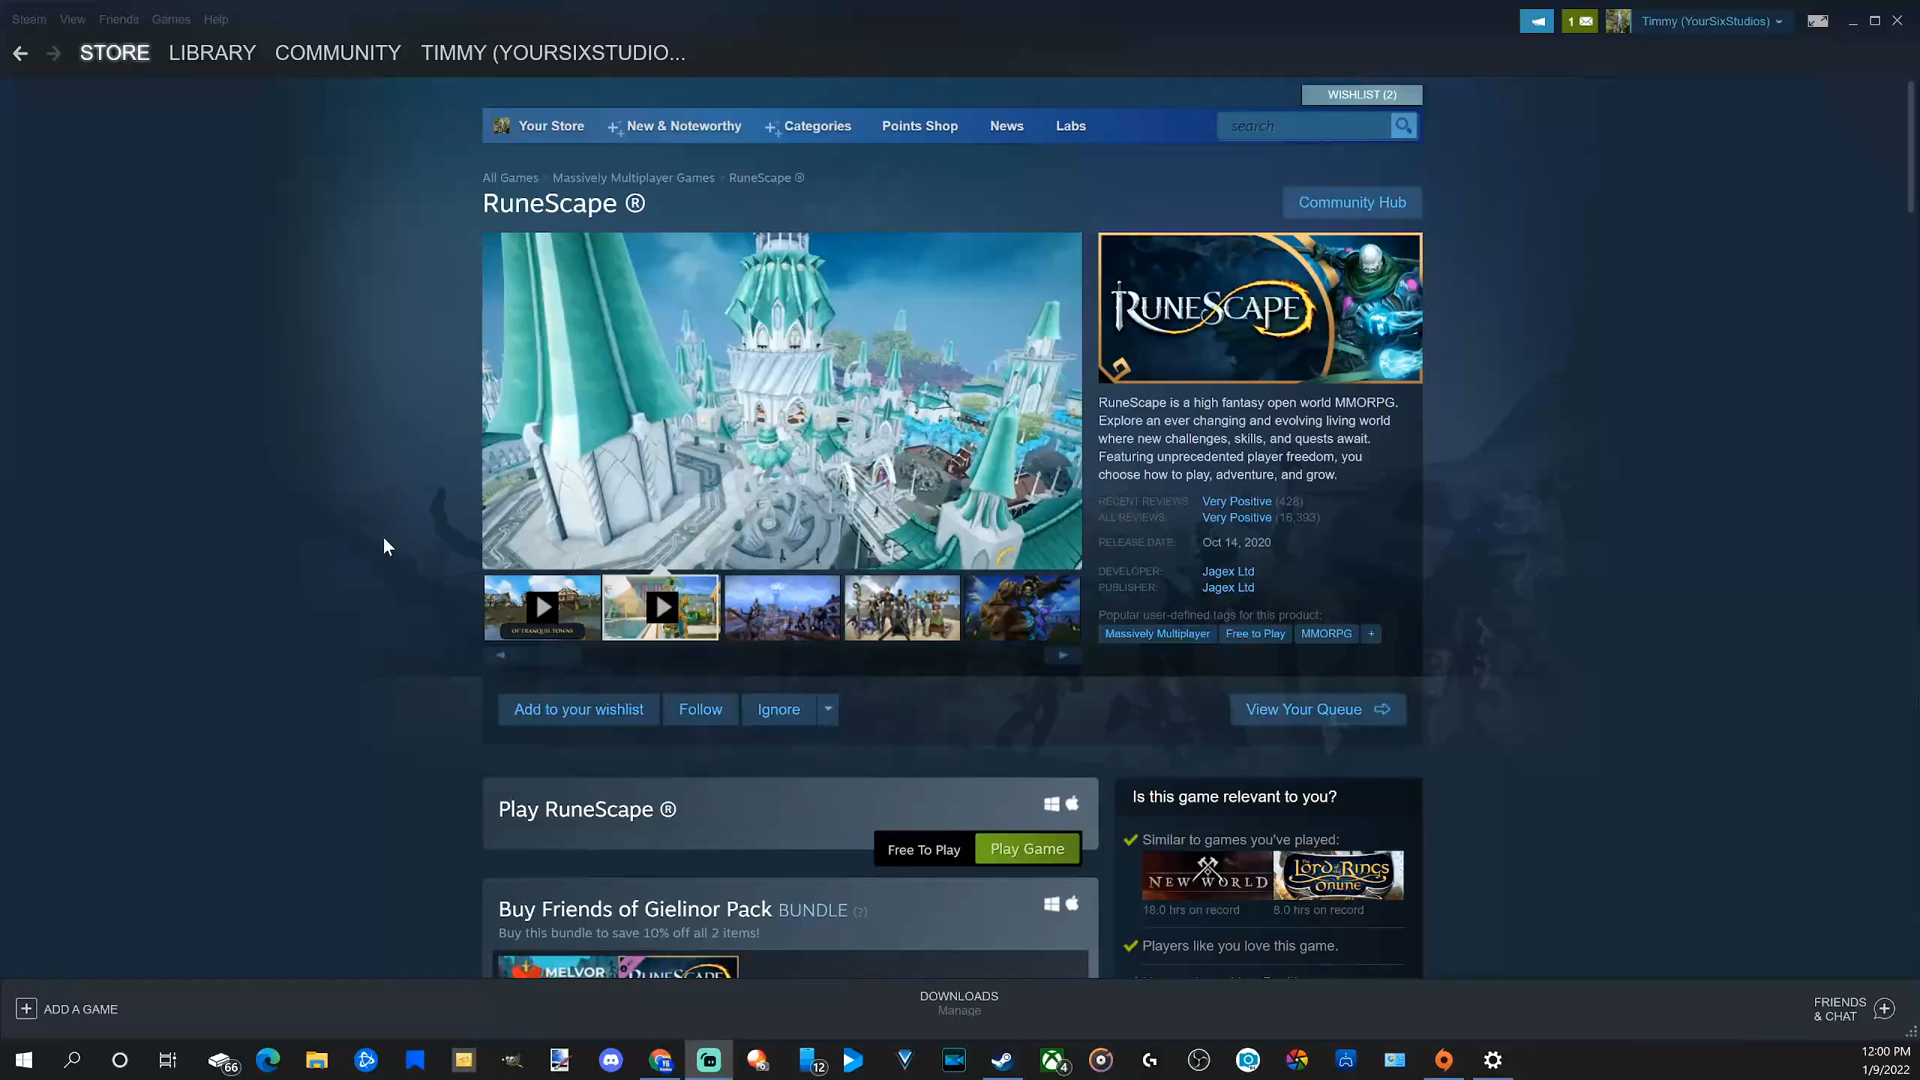 Steam View Friends Games Help
1
Timmy (YourSixStudios)
STORE LIBRARY COMMUNITY TIMMY (YOURSIXSTUDIO...
WISHLIST (2)
Your Store New & Noteworthy Categories Points Shop News Labs search
All Games > Massively Multiplayer Games > RuneScape ®
RuneScape ®
Community Hub
RUNESCAPE
RuneScape is a high fantasy open world MMORPG.
Explore an ever changing and evolving living world
where new challenges, skills, and quests await.
Featuring unprecedented player freedom, you
choose how to play, adventure, and grow.
RECENT REVIEWS: Very Positive (428)
ALL REVIEWS: Very Positive (16,393)
RELEASE DATE: Oct 14, 2020
DEVELOPER: Jagex Ltd
PUBLISHER: Jagex Ltd
Popular user-defined tags for this product:
Massively Multiplayer Free to Play MMORPG +
OF TRANQUIL TOWNS
Add to your wishlist Follow Ignore
View Your Queue
Play RuneScape ®
Free To Play Play Game
Buy Friends of Gielinor Pack BUNDLE (?)
Buy this bundle to save 10% off all 2 items!
MELVOR RUNESCAPE
Is this game relevant to you?
Similar to games you've played:
NEW WORLD
The LORD of the RINGS ONLINE
18.0 hrs on record 8.0 hrs on record
Players like you love this game.
ADD A GAME
DOWNLOADS
Manage
FRIENDS
& CHAT
66
12
4
12:00 PM
1/9/2022